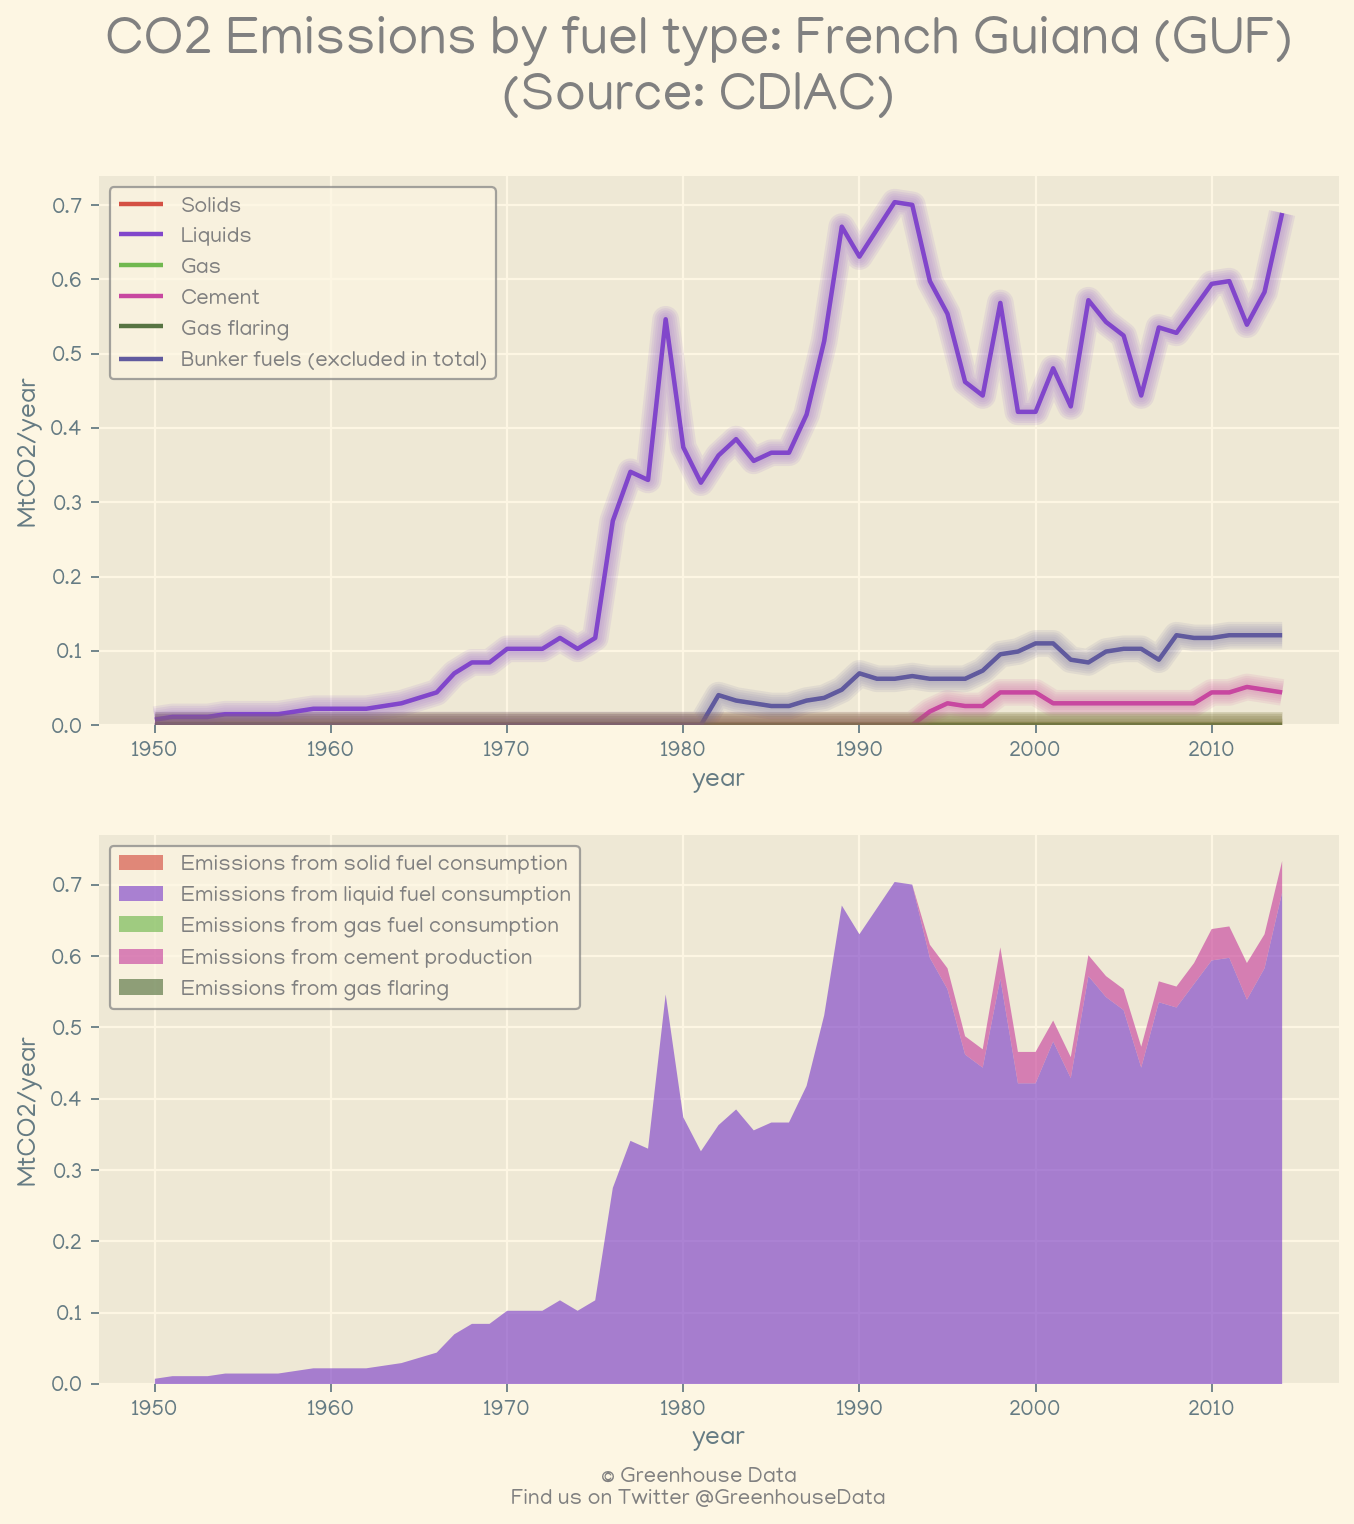 CO2 Emissions by fuel type: French Guiana (GUF)
(Source: CDIAC)
Solids
Liquids
Gas
Cement
Gas flaring
Bunker fuels (excluded in total)
0.7
0.6
0.5
0.4
0.3
0.2
0.1
0.0
MtCO2/year
1950 1960 1970 1980 1990 2000 2010
year
Emissions from solid fuel consumption
Emissions from liquid fuel consumption
Emissions from gas fuel consumption
Emissions from cement production
Emissions from gas flaring
0.7
0.6
0.5
0.4
0.3
0.2
0.1
0.0
MtCO2/year
1950 1960 1970 1980 1990 2000 2010
year
© Greenhouse Data
Find us on Twitter @GreenhouseData